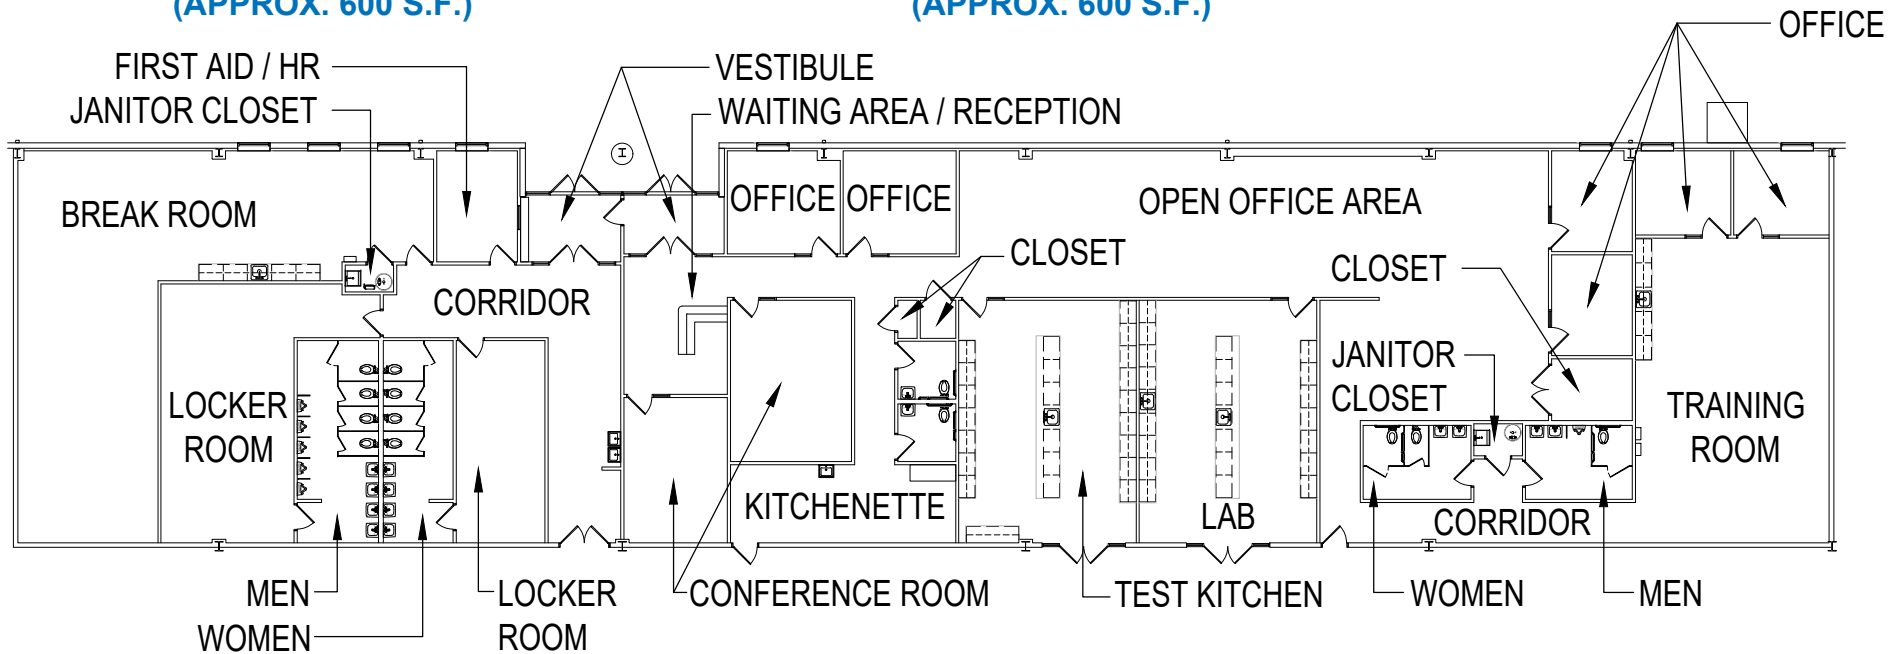 (APPROX. 600 S.F.)
(APPROX. 600 S.F.)
OFFICE
FIRST AID / HR
VESTIBULE
JANITOR CLOSET
WAITING AREA / RECEPTION
BREAK ROOM
OFFICE
OFFICE
OPEN OFFICE AREA
CLOSET
CLOSET
CORRIDOR
JANITOR
CLOSET
LOCKER
ROOM
TRAINING
ROOM
KITCHENETTE
LAB
CORRIDOR
MEN
LOCKER
ROOM
CONFERENCE ROOM
TEST KITCHEN
WOMEN
MEN
WOMEN